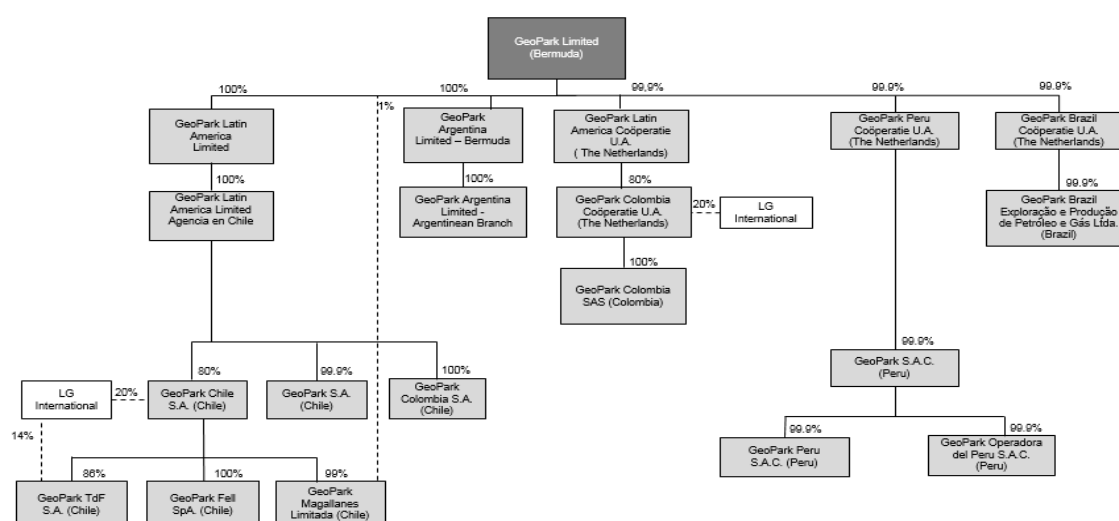 GeoPark Limited
(Bermuda)
100%
100%
99,9%
99.9%
99.9%
1%
GeoPark Latin
America
Limited
GeoPark
Argentina
Limited – Bermuda
GeoPark Latin
America Coöperatie
U.A.
( The Netherlands)
GeoPark Peru
Coöperatie U.A.
(The Netherlands)
GeoPark Brazil
Coöperatie U.A.
(The Netherlands)
100%
100%
80%
99.9%
GeoPark Latin
America Limited
Agencia en Chile
GeoPark Argentina
Limited -
Argentinean Branch
GeoPark Colombia
Coöperatie U.A.
(The Netherlands)
20%
LG
International
GeoPark Brazil
Exploração e Produção
de Petróleo e Gás Ltda.
(Brazil)
100%
GeoPark Colombia
SAS (Colombia)
99.9%
GeoPark S.A.C.
(Peru)
80%
99.9%
100%
LG
International
20%
GeoPark Chile
S.A. (Chile)
GeoPark S.A.
(Chile)
GeoPark
Colombia S.A.
(Chile)
99.9%
99.9%
GeoPark Peru
S.A.C. (Peru)
GeoPark Operadora
del Peru S.A.C.
(Peru)
14%
86%
100%
99%
GeoPark TdF
S.A. (Chile)
GeoPark Fell
SpA. (Chile)
GeoPark
Magallanes
Limitada (Chile)